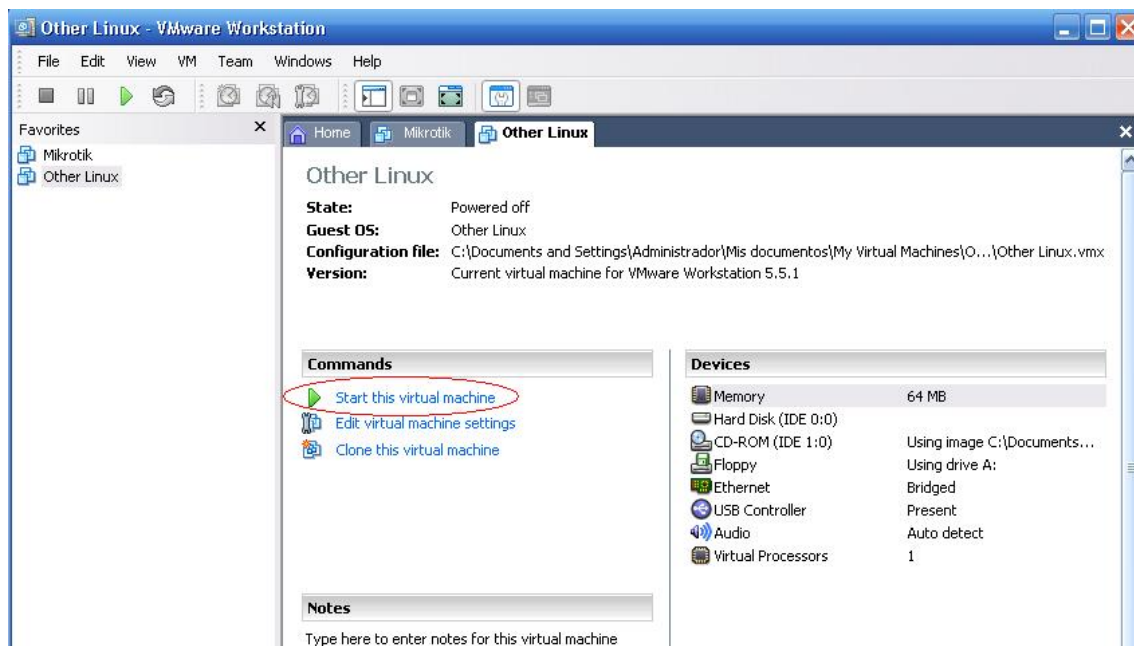 Other Linux - VMware Workstation
File Edit View VM Team Windows Help
Favorites
Mikrotik
Other Linux
Home Mikrotik Other Linux
Other Linux
State: Powered off
Guest OS: Other Linux
Configuration file: C:\Documents and Settings\Administrador\Mis documentos\My Virtual Machines\O...\Other Linux.vmx
Version: Current virtual machine for VMware Workstation 5.5.1
Commands
Start this virtual machine
Edit virtual machine settings
Clone this virtual machine
Devices
Memory 64 MB
Hard Disk (IDE 0:0)
CD-ROM (IDE 1:0) Using image C:\Documents...
Floppy Using drive A:
Ethernet Bridged
USB Controller Present
Audio Auto detect
Virtual Processors 1
Notes
Type here to enter notes for this virtual machine